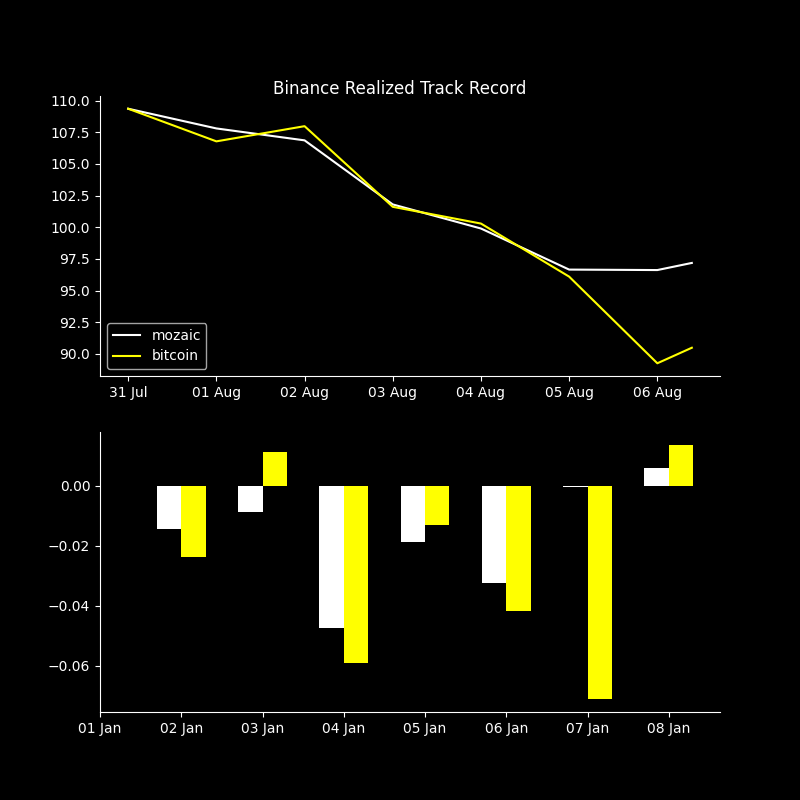 Binance Realized Track Record
110.0
107.5
105.0
102.5
100.0
97.5
95.0
92.5
90.0
mozaic
bitcoin
31 Jul 01 Aug 02 Aug 03 Aug 04 Aug 05 Aug 06 Aug
0.00
−0.02
−0.04
−0.06
01 Jan 02 Jan 03 Jan 04 Jan 05 Jan 06 Jan 07 Jan 08 Jan